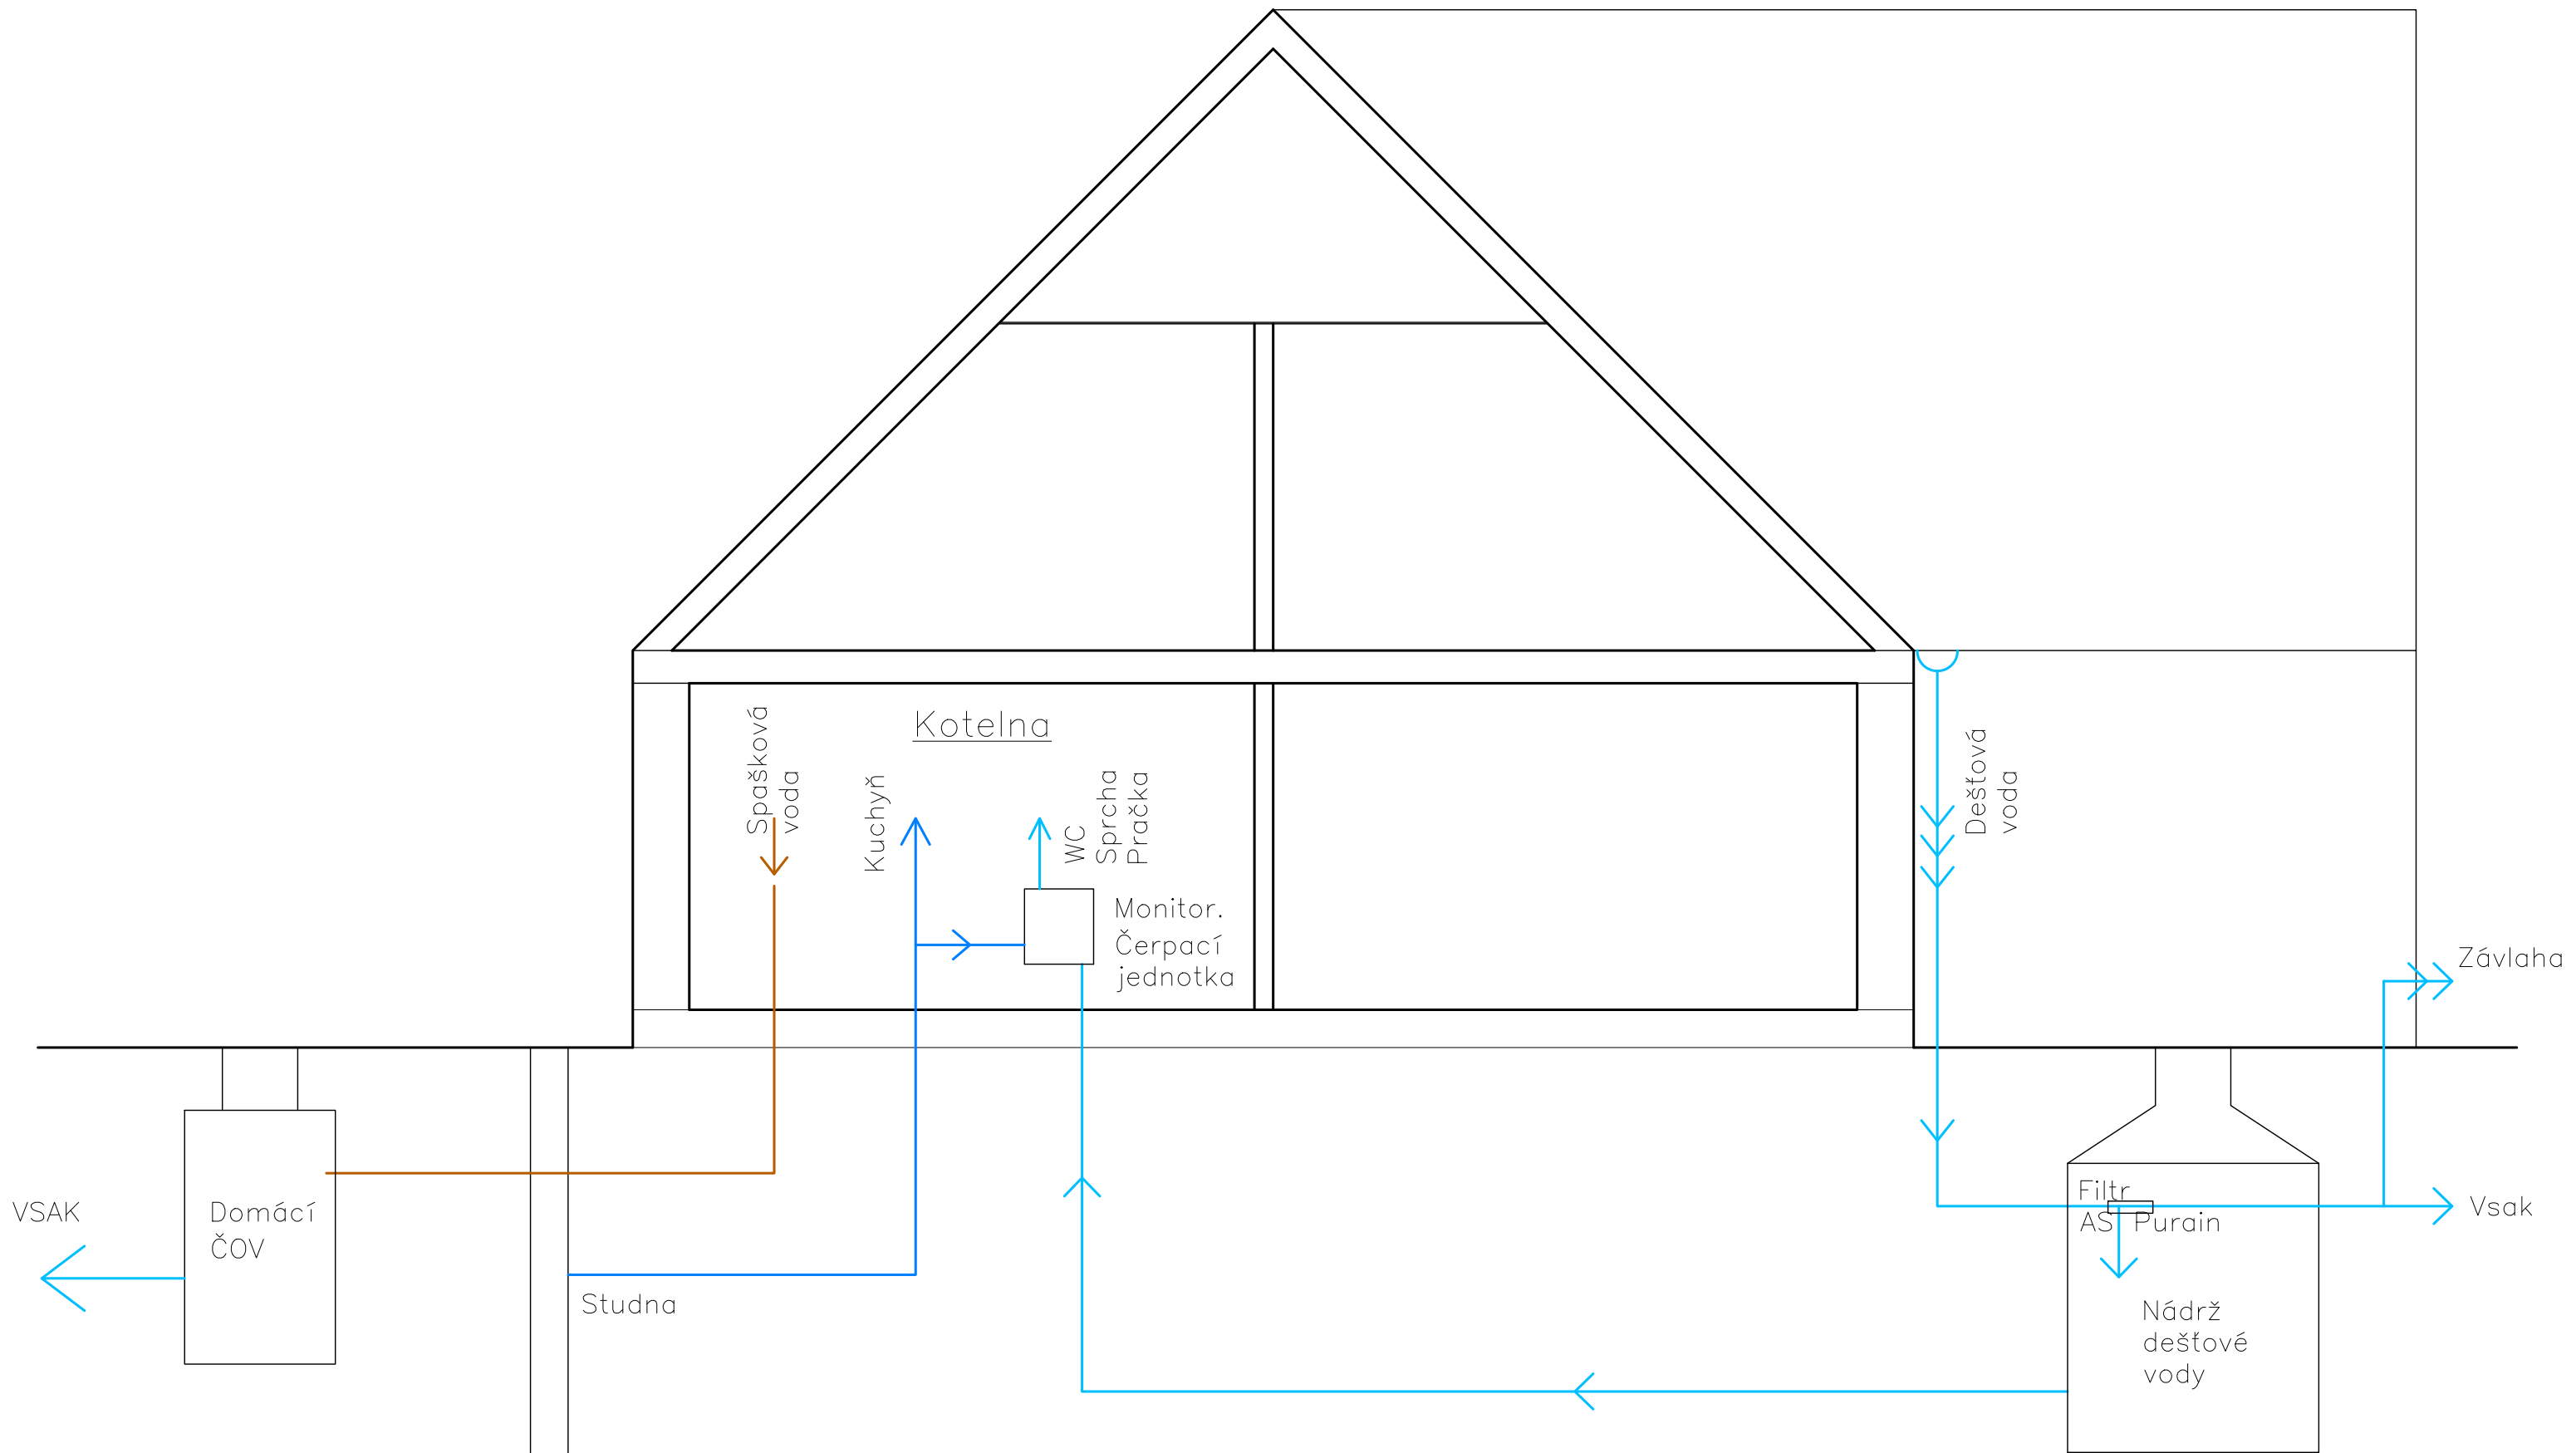 Kotelna
Spašková
voda
Kuchyň
WC
Sprcha
Pračka
Monitor.
Čerpací
jednotka
Dešťová
voda
Závlaha
VSAK
Domácí
ČOV
Studna
Filtr
AS Purain
Vsak
Nádrž
dešťové
vody